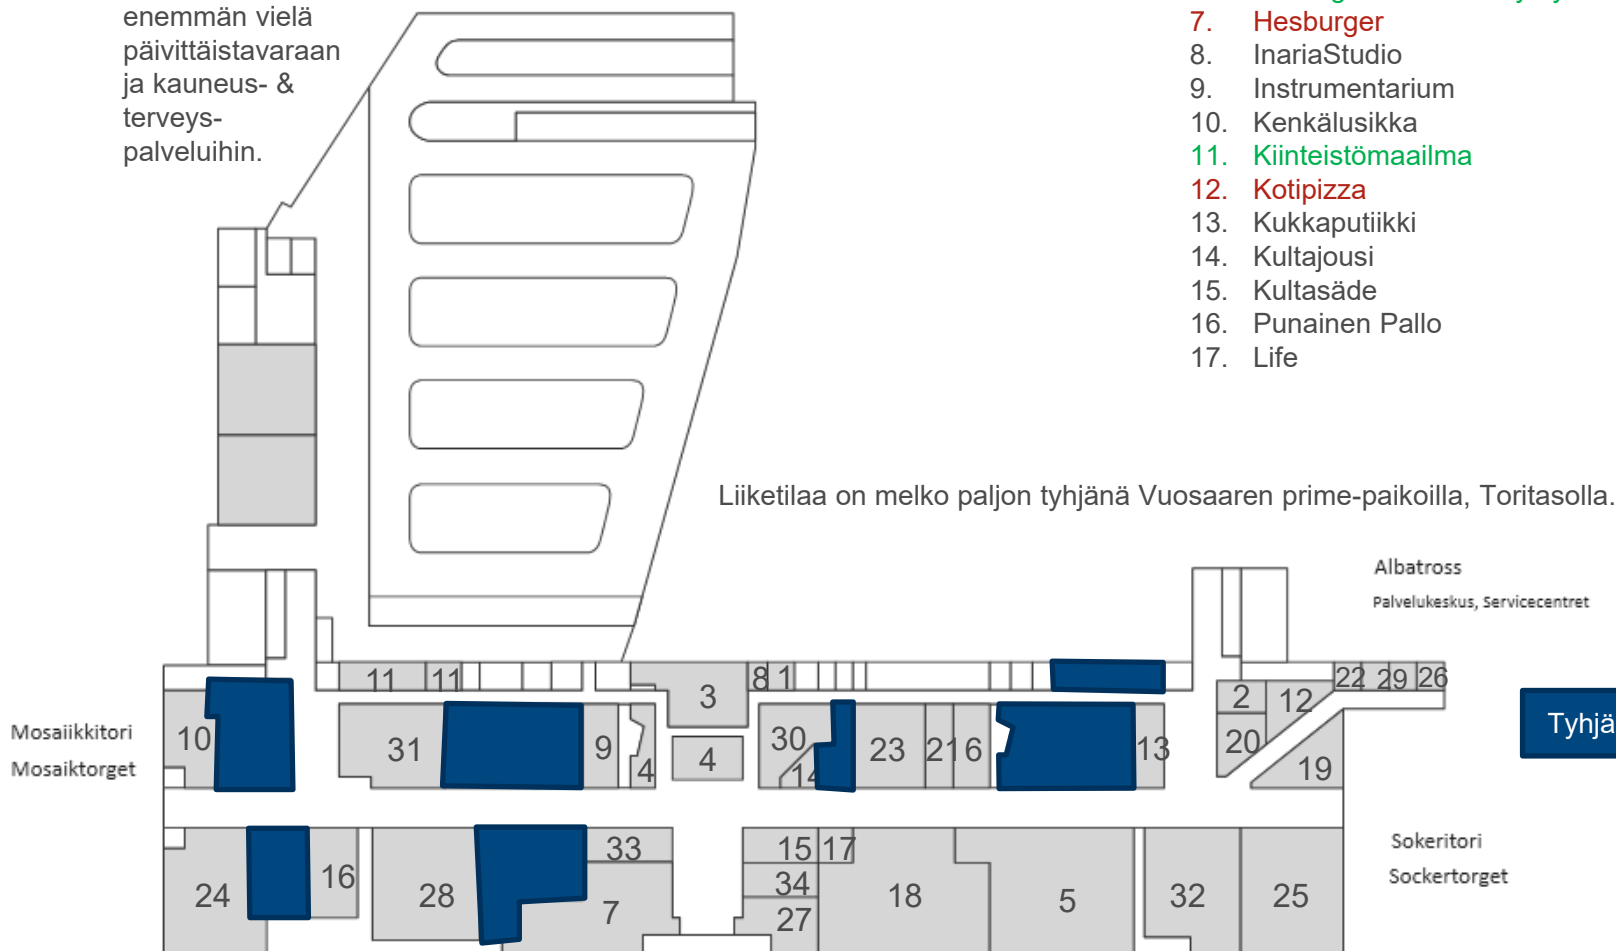 enemmän vielä
päivittäistavaraan
ja kauneus- &
terveys-
palveluihin.
7. Hesburger
8. InariaStudio
9. Instrumentarium
10. Kenkälusikka
11. Kiinteistömaailma
12. Kotipizza
13. Kukkaputiikki
14. Kultajousi
15. Kultasäde
16. Punainen Pallo
17. Life
Liiketilaa on melko paljon tyhjänä Vuosaaren prime-paikoilla, Toritasolla.
Albatross
Palvelukeskus, Servicecentret
11 11 3 8 1 22 29 26
2 12
Mosaiikkitori
Mosaiktorget
10 31 9 4 4 30 14 23 21 6 13 20 19
Tyhjä
Sokeritori
Sockertorget
33 15 17
24 16 28 7 34 27 18 5 32 25